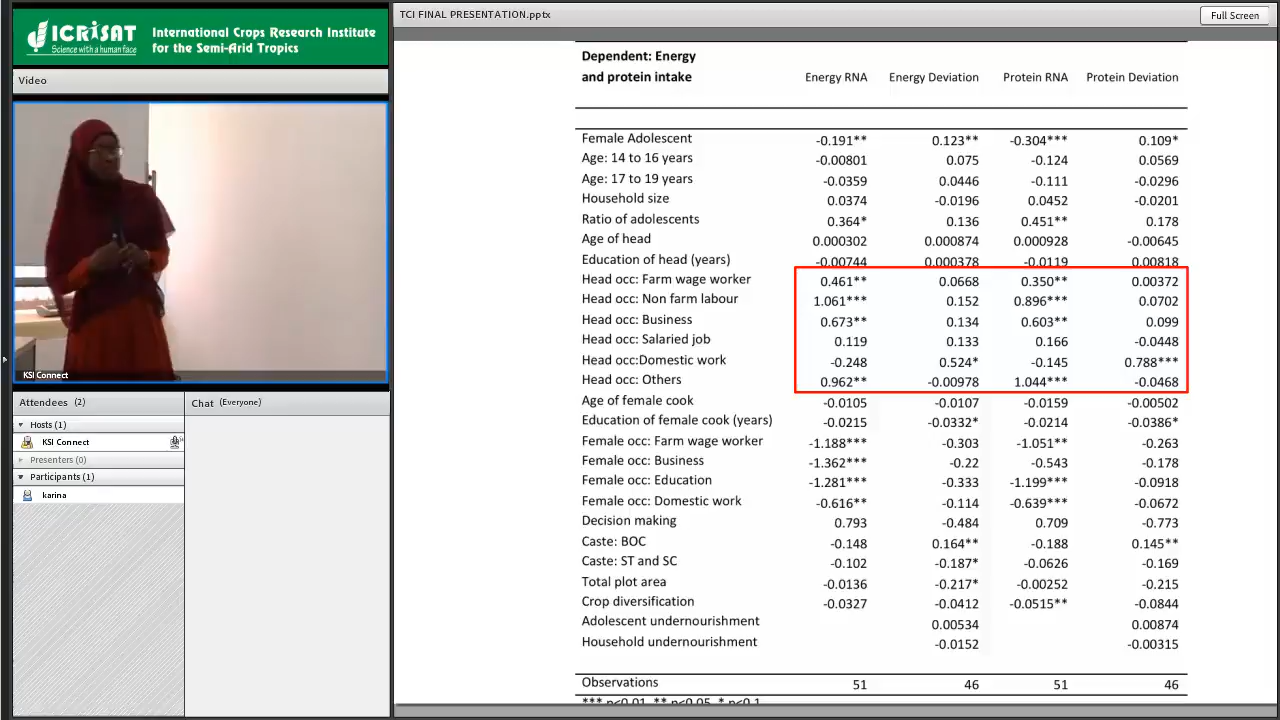 TCI FINAL PRESENTATION.pptx
Full Screen
ICRISAT
Science with a human face
International Crops Research Institute
for the Semi-Arid Tropics
Video
KSI Connect
Attendees (2)
Hosts (1)
KSI Connect
Presenters (0)
Participants (1)
karina
Chat (Everyone)
Dependent: Energy
and protein intake Energy RNA Energy Deviation Protein RNA Protein Deviation
Female Adolescent -0.191** 0.123** -0.304*** 0.109*
Age: 14 to 16 years -0.00801 0.075 -0.124 0.0569
Age: 17 to 19 years -0.0359 0.0446 -0.111 -0.0296
Household size 0.0374 -0.0196 0.0452 -0.0201
Ratio of adolescents 0.364* 0.136 0.451** 0.178
Age of head 0.000302 0.000874 0.000928 -0.00645
Education of head (years) -0.00744 0.000378 -0.0119 0.00818
Head occ: Farm wage worker 0.461** 0.0668 0.350** 0.00372
Head occ: Non farm labour 1.061*** 0.152 0.896*** 0.0702
Head occ: Business 0.673** 0.134 0.603** 0.099
Head occ: Salaried job 0.119 0.133 0.166 -0.0448
Head occ:Domestic work -0.248 0.524* -0.145 0.788***
Head occ: Others 0.962** -0.00978 1.044*** -0.0468
Age of female cook -0.0105 -0.0107 -0.0159 -0.00502
Education of female cook (years) -0.0215 -0.0332* -0.0214 -0.0386*
Female occ: Farm wage worker -1.188*** -0.303 -1.051** -0.263
Female occ: Business -1.362*** -0.22 -0.543 -0.178
Female occ: Education -1.281*** -0.333 -1.199*** -0.0918
Female occ: Domestic work -0.616** -0.114 -0.639*** -0.0672
Decision making 0.793 -0.484 0.709 -0.773
Caste: BOC -0.148 0.164** -0.188 0.145**
Caste: ST and SC -0.102 -0.187* -0.0626 -0.169
Total plot area -0.0136 -0.217* -0.00252 -0.215
Crop diversification -0.0327 -0.0412 -0.0515** -0.0844
Adolescent undernourishment 0.00534 0.00874
Household undernourishment -0.0152 -0.00315
Observations 51 46 51 46
*** p<0.01, ** p<0.05, * p<0.1